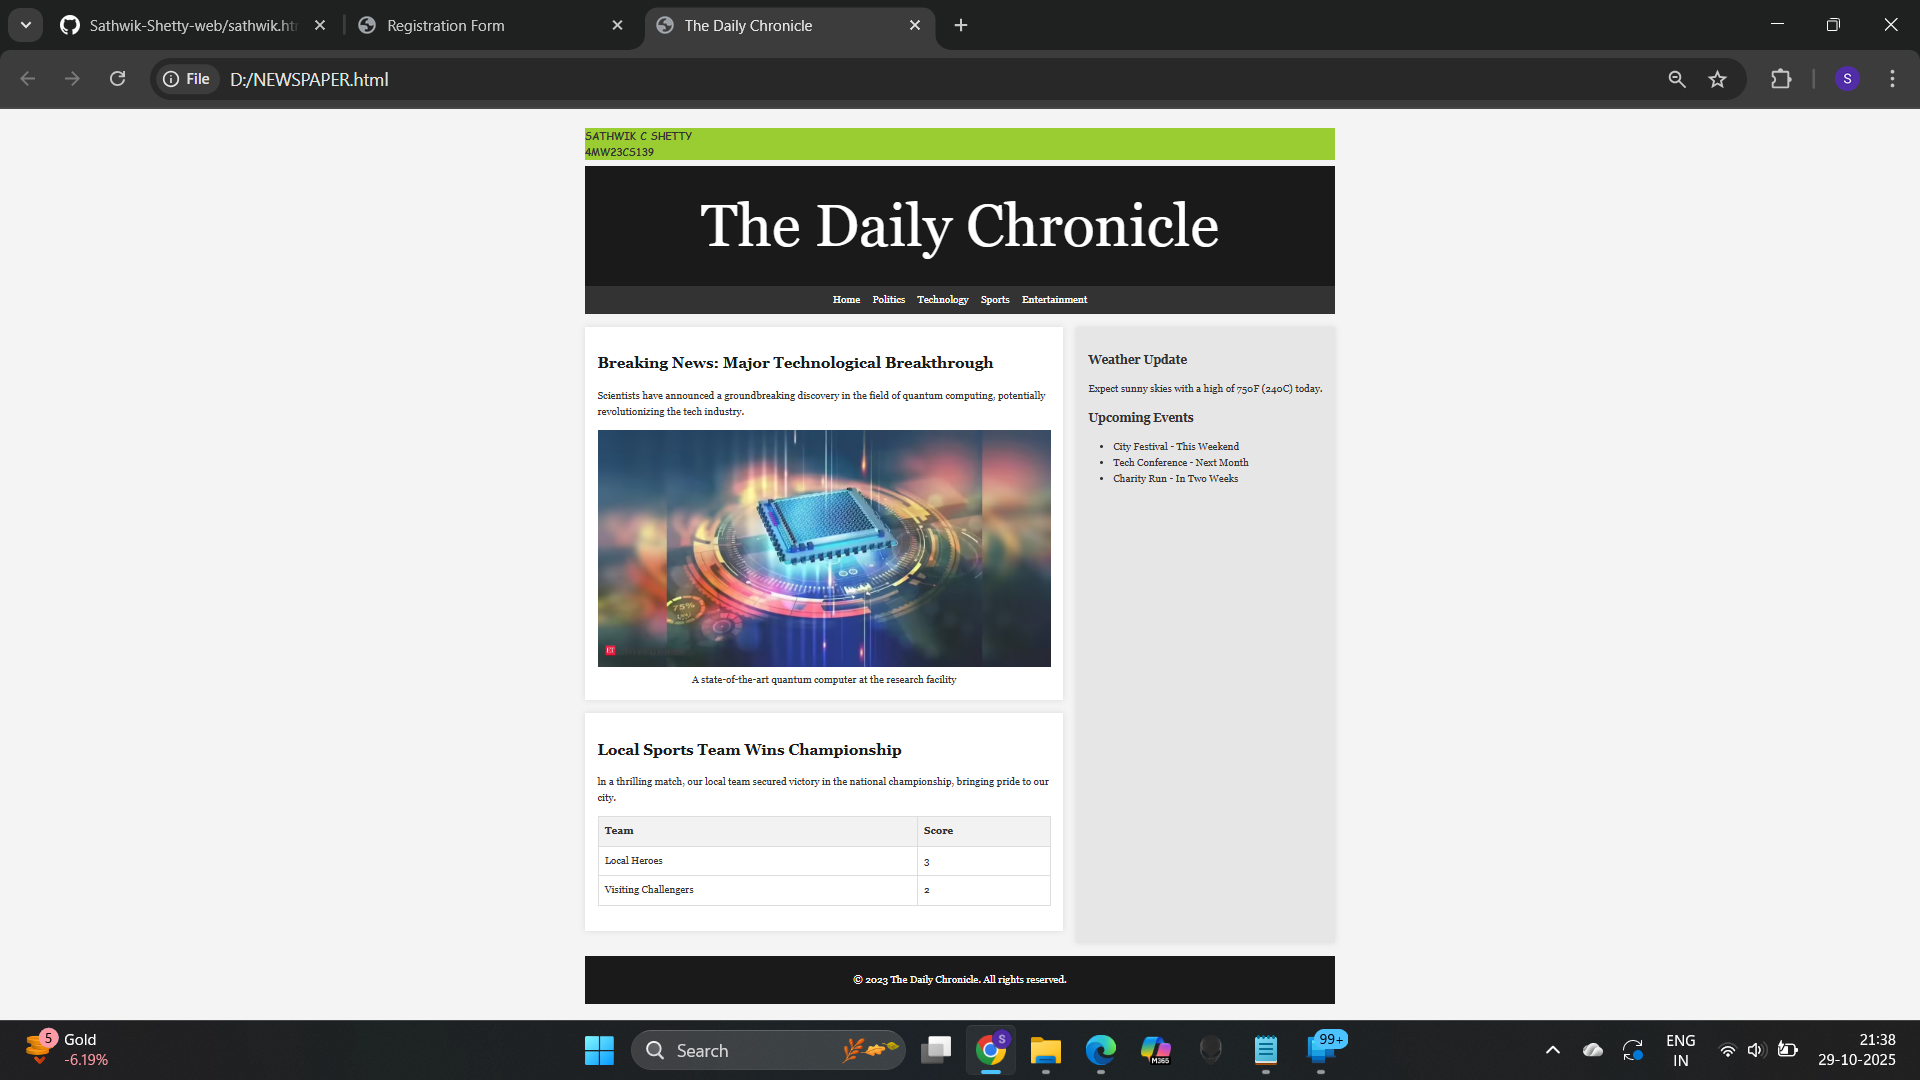 Sathwik-Shetty-web/sathwik.htm
Registration Form
The Daily Chronicle
File
D:/NEWSPAPER.html
S
SATHWIK C SHETTY
4MW23CS139
The Daily Chronicle
Home Politics Technology Sports Entertainment
Breaking News: Major Technological Breakthrough
Scientists have announced a groundbreaking discovery in the field of quantum computing, potentially
revolutionizing the tech industry.
75%
ET
A state-of-the-art quantum computer at the research facility
Local Sports Team Wins Championship
In a thrilling match, our local team secured victory in the national championship, bringing pride to our
city.
Team Score
Local Heroes 3
Visiting Challengers 2
Weather Update
Expect sunny skies with a high of 75oF (24oC) today.
Upcoming Events
City Festival - This Weekend
Tech Conference - Next Month
Charity Run - In Two Weeks
© 2023 The Daily Chronicle. All rights reserved.
5
Gold
-6.19%
Search
S
M365
99+
ENG
IN
21:38
29-10-2025